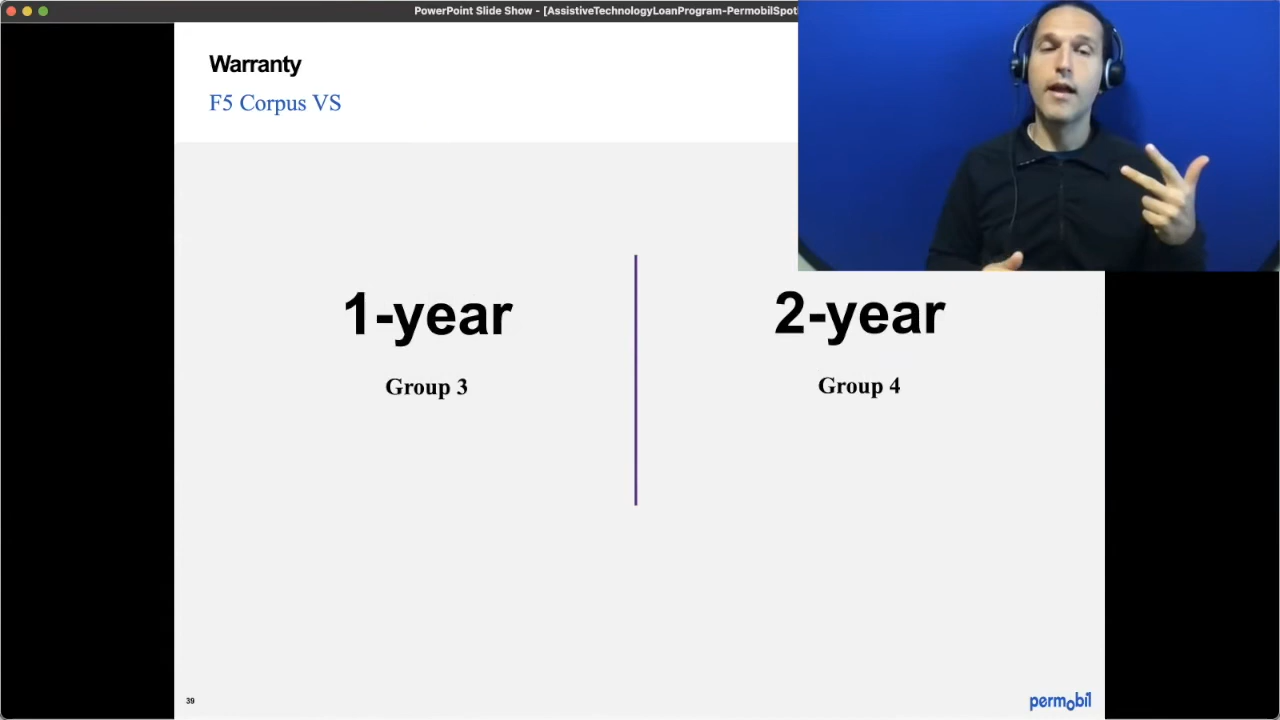 PowerPoint Slide Show - [AssistiveTechnologyLoanProgram-PermobilSpot
Warranty
F5 Corpus VS
1-year
2-year
Group 3
Group 4
39
permobil